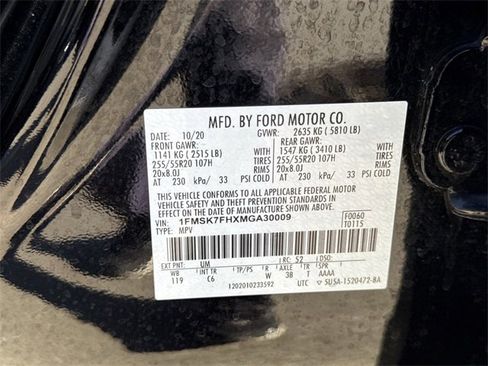 MFD. BY FORD MOTOR CO.
DATE: 10/20 GVWR: 2635 KG ( 5810 LB)
FRONT GAWR: REAR GAWR:
1141 KG ( 2515 LB) WITH 1547 KG ( 3410 LB) WITH
255/55R20 107H TIRES 255/55R20 107H TIRES
20x8.0J RIMS 20x8.0J RIMS
AT 230 kPa/ 33 PSI COLD AT 230 kPa/ 33 PSI COLD
THIS VEHICLE CONFORMS TO ALL APPLICABLE FEDERAL MOTOR
VEHICLE SAFETY AND THEFT PREVENTION STANDARDS IN
EFFECT ON THE DATE OF MANUFACTURE SHOWN ABOVE.
VIN: 1FMSK7FHXMGA30009 F0060
TYPE: MPV T0115
EXT PNT: UM RC: 52 DSO:
WB INT TR TP/PS R AXLE TR SPR
119 C6 W 38 T AAAA
1202010233592 UTC 5U5A-1520472-BA